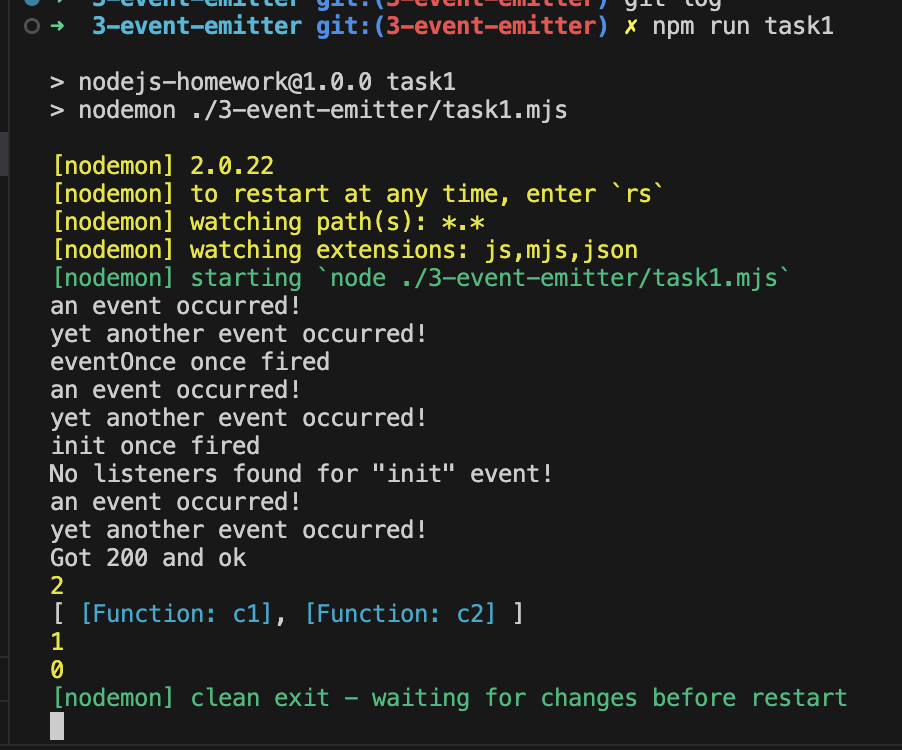 3-event-emitter git:(3-event-emitter) git log
➜ 3-event-emitter git:(3-event-emitter) ✗ npm run task1
> nodejs-homework@1.0.0 task1
> nodemon ./3-event-emitter/task1.mjs
[nodemon] 2.0.22
[nodemon] to restart at any time, enter `rs`
[nodemon] watching path(s): *.*
[nodemon] watching extensions: js,mjs,json
[nodemon] starting `node ./3-event-emitter/task1.mjs`
an event occurred!
yet another event occurred!
eventOnce once fired
an event occurred!
yet another event occurred!
init once fired
No listeners found for "init" event!
an event occurred!
yet another event occurred!
Got 200 and ok
2
[ [Function: c1], [Function: c2] ]
1
0
[nodemon] clean exit - waiting for changes before restart